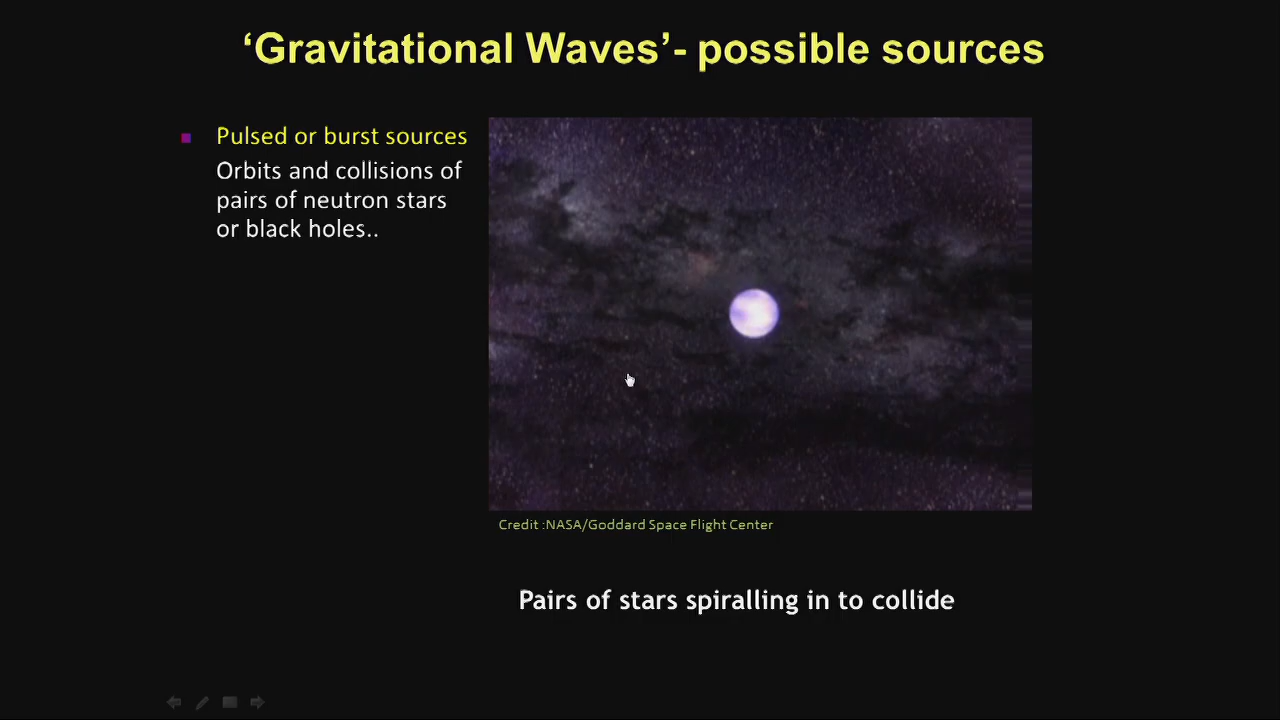 ‘Gravitational Waves’- possible sources
Pulsed or burst sources
Orbits and collisions of
pairs of neutron stars
or black holes..
Credit :NASA/Goddard Space Flight Center
Pairs of stars spiralling in to collide